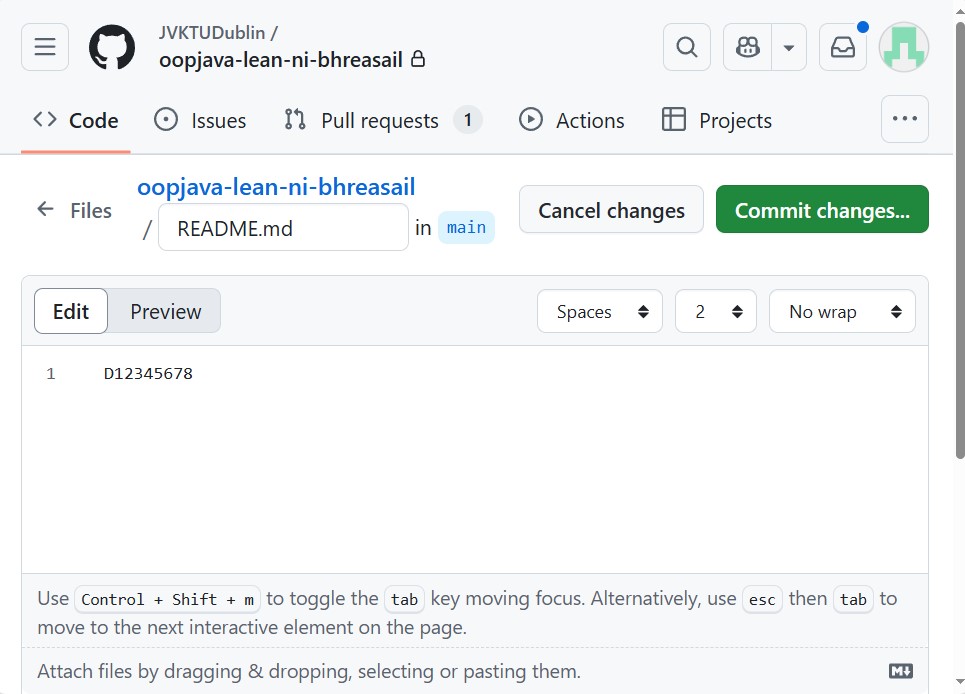 JVKTUDublin /
oopjava-lean-ni-bhreasail
Code Issues Pull requests 1 Actions Projects
Files oopjava-lean-ni-bhreasail / README.md in main Cancel changes Commit changes...
Edit Preview Spaces 2 No wrap
1 D12345678
Use Control + Shift + m to toggle the tab key moving focus. Alternatively, use esc then tab to
move to the next interactive element on the page.
Attach files by dragging & dropping, selecting or pasting them.